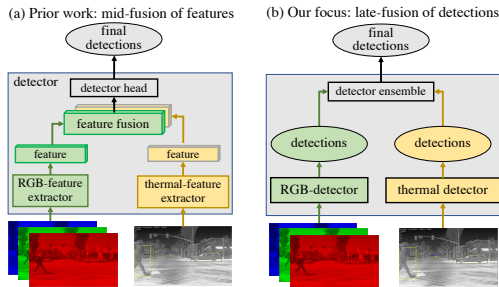 (a) Prior work: mid-fusion of features
final
detections
detector
detector head
feature fusion
feature
feature
RGB-feature
extractor
thermal-feature
extractor
(b) Our focus: late-fusion of detections
final
detections
detector ensemble
detections
detections
RGB-detector
thermal detector